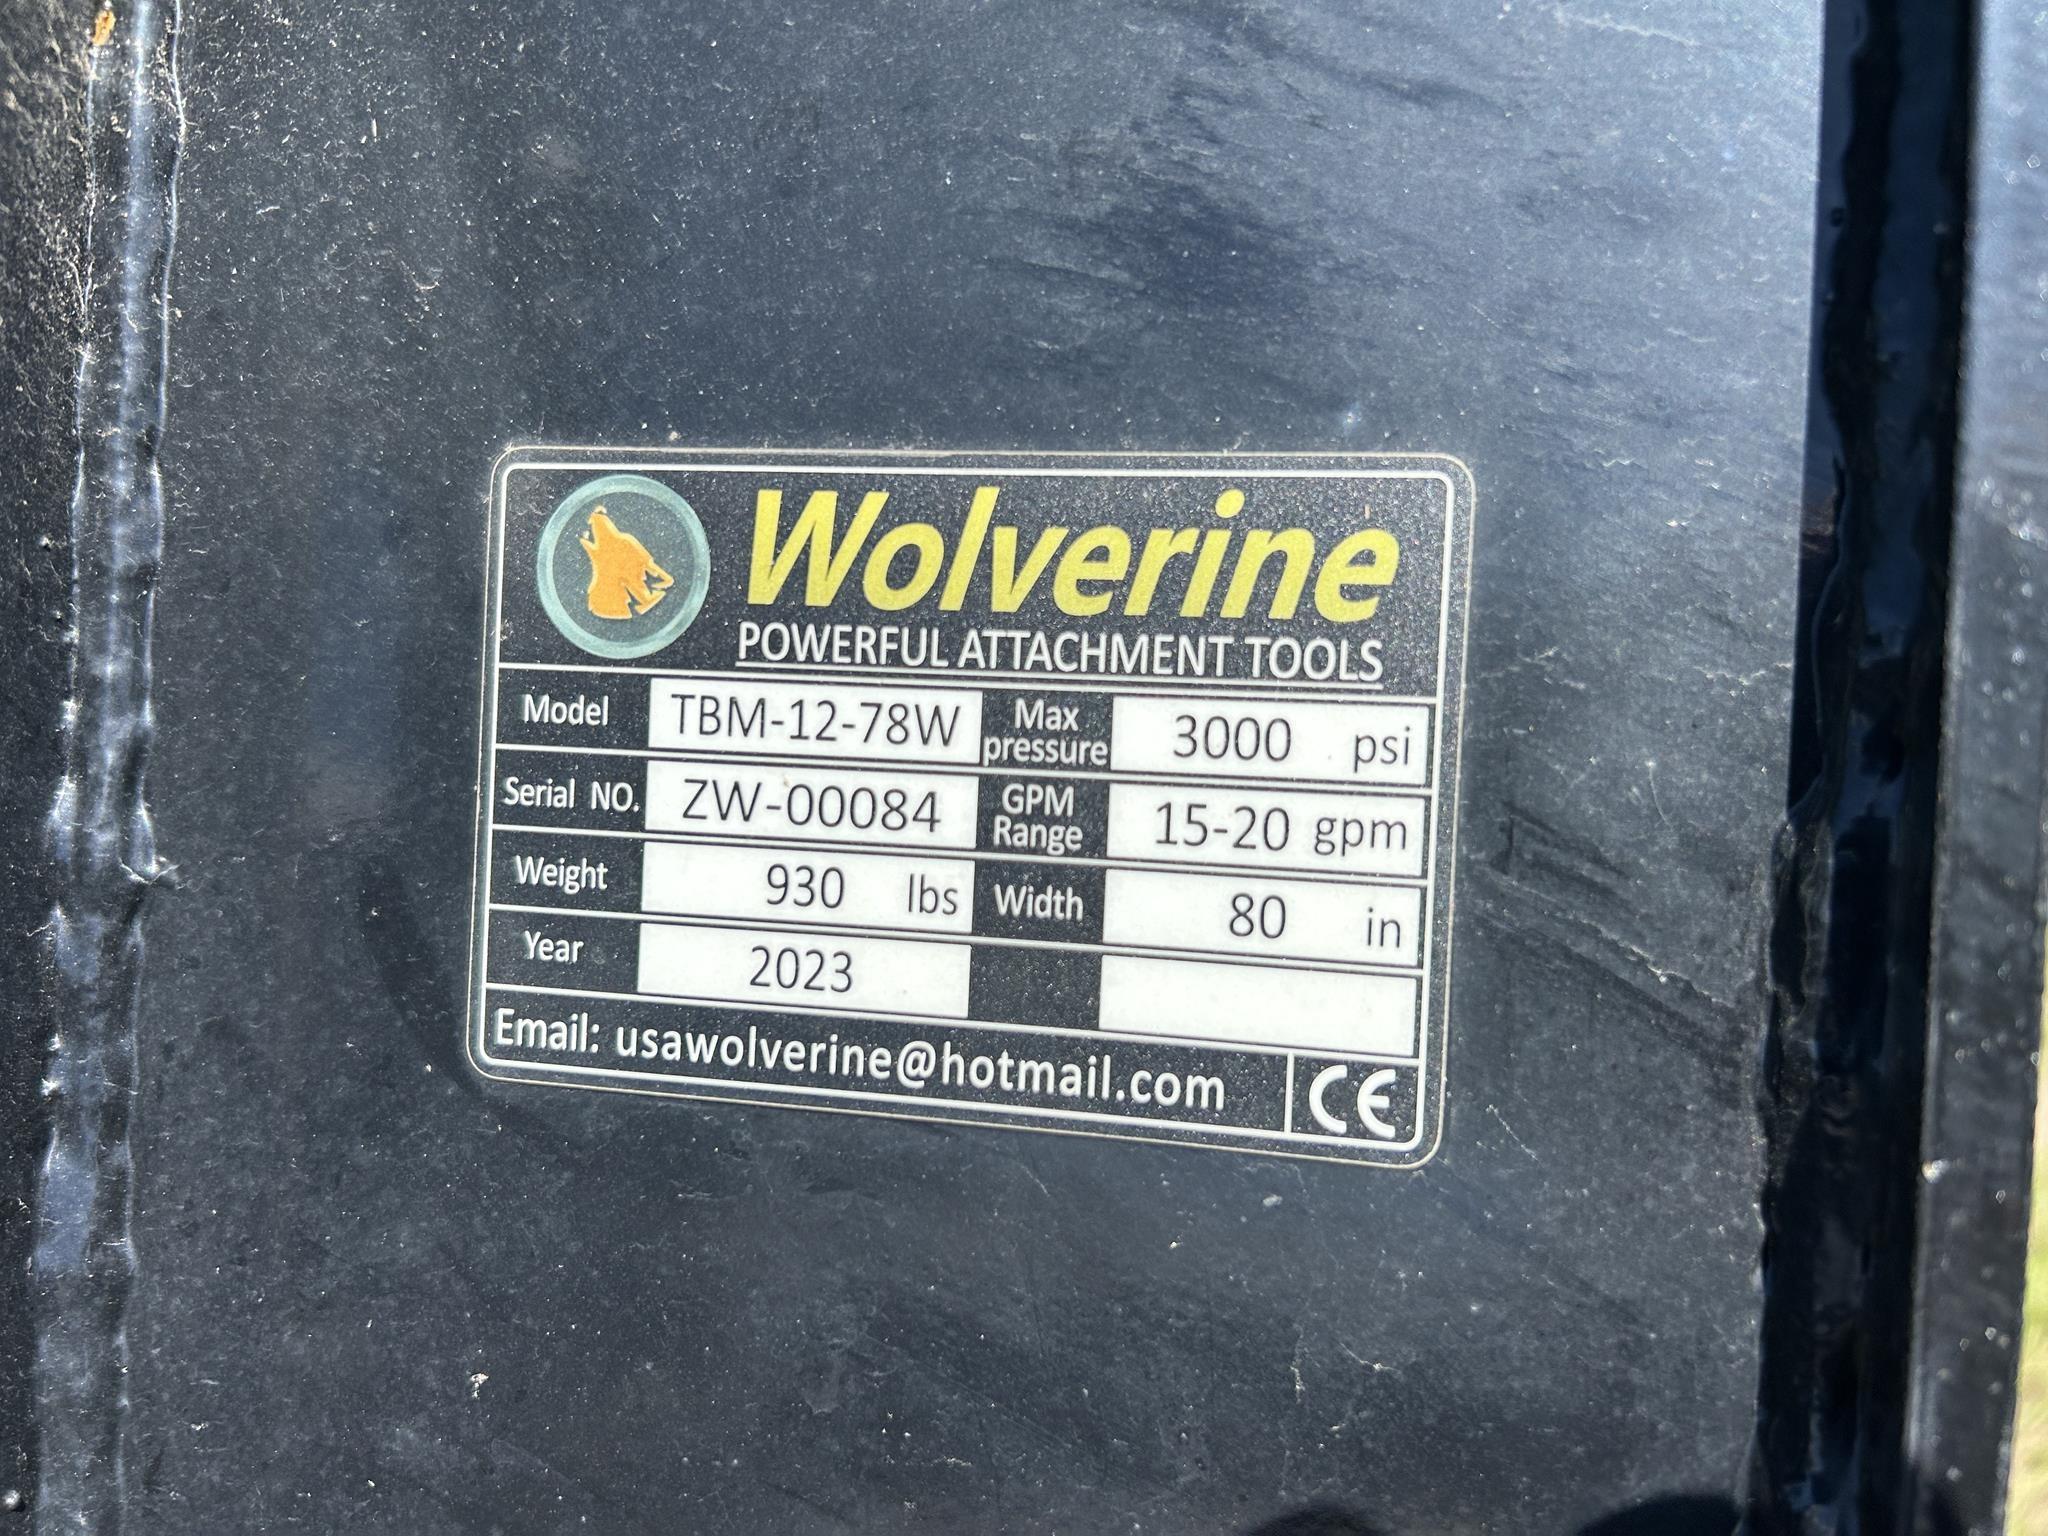 Wolverine
POWERFUL ATTACHMENT TOOLS
Model TBM-12-78W Max pressure 3000 psi
Serial NO. ZW-00084 GPM Range 15-20 gpm
Weight 930 lbs Width 80 in
Year 2023
Email: usawolverine@hotmail.com CE